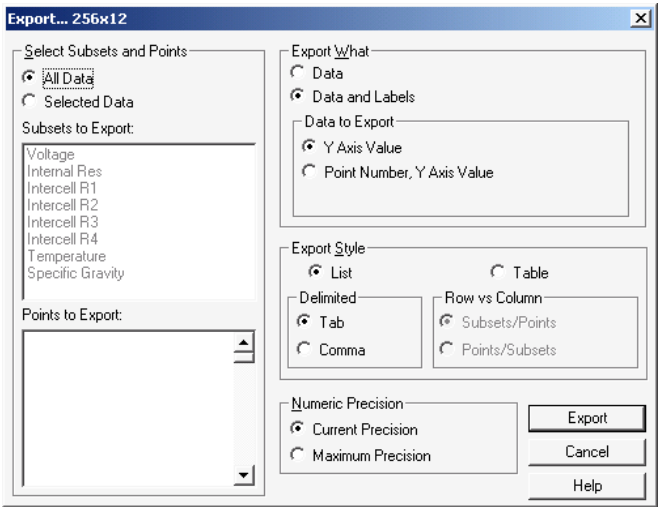 Export... 256x12
Select Subsets and Points
All Data
Selected Data
Subsets to Export:
Voltage
Internal Res
Intercell R1
Intercell R2
Intercell R3
Intercell R4
Temperature
Specific Gravity
Points to Export:
Export What
Data
Data and Labels
Data to Export
Y Axis Value
Point Number, Y Axis Value
Export Style
List Table
Delimited
Tab
Comma
Row vs Column
Subsets/Points
Points/Subsets
Numeric Precision
Current Precision
Maximum Precision
Export
Cancel
Help